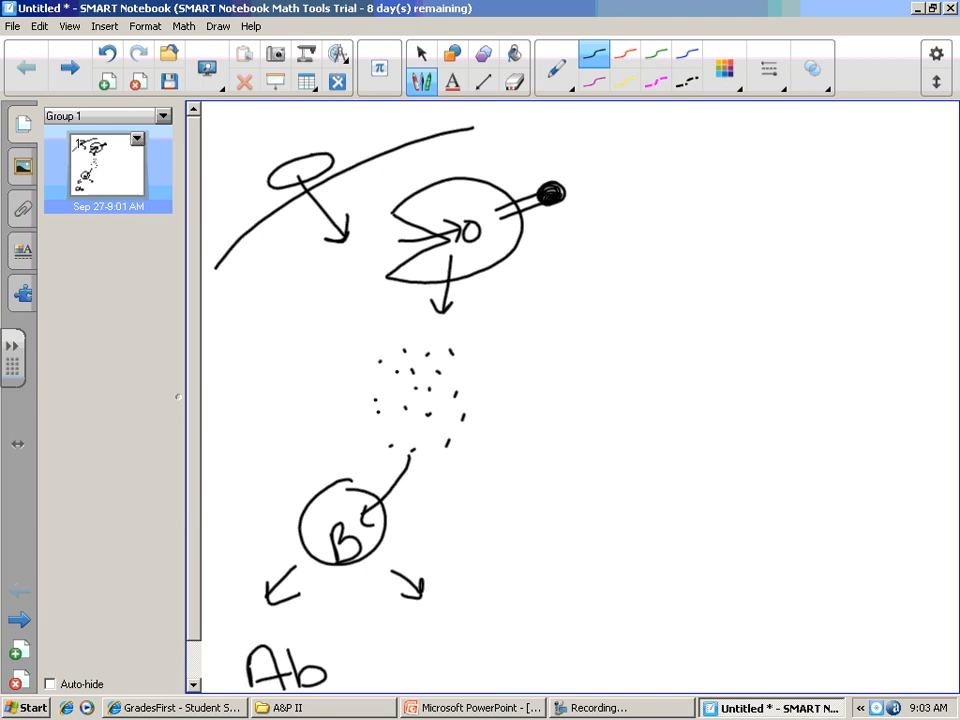 Untitled * - SMART Notebook (SMART Notebook Math Tools Trial - 8 day(s) remaining)
File Edit View Insert Format Math Draw Help
π
A
Group 1
Sep 27-9:01 AM
O
B
Ab
Auto-hide
Start GradesFirst - Student S... A&P II Microsoft PowerPoint - [... Recording... Untitled * - SMART N... « 9:03 AM